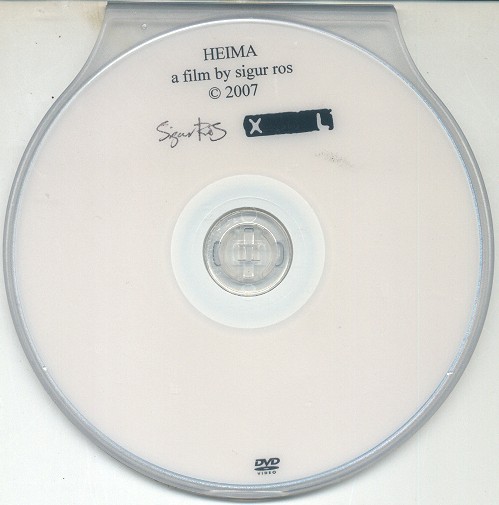 HEIMA
a film by sigur ros
© 2007
Sigur Rós X L
DVD
VIDEO